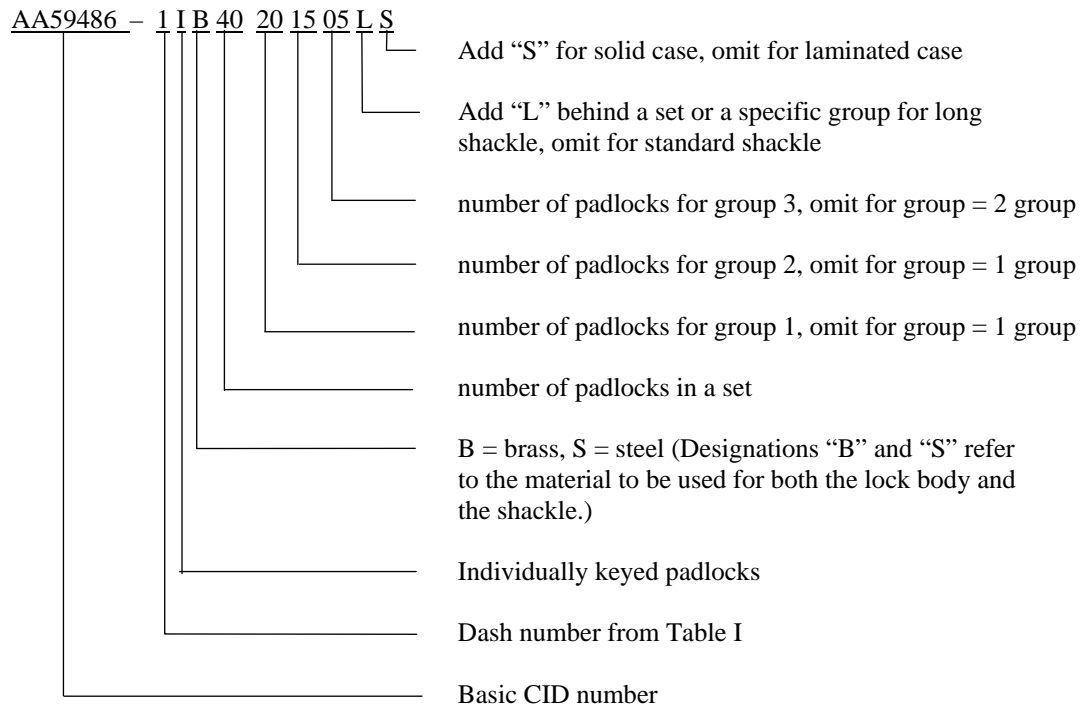 AA59486 – 1 I B 40 20 15 05 L S
Add “S” for solid case, omit for laminated case
Add “L” behind a set or a specific group for long
shackle, omit for standard shackle
number of padlocks for group 3, omit for group = 2 group
number of padlocks for group 2, omit for group = 1 group
number of padlocks for group 1, omit for group = 1 group
number of padlocks in a set
B = brass, S = steel (Designations “B” and “S” refer
to the material to be used for both the lock body and
the shackle.)
Individually keyed padlocks
Dash number from Table I
Basic CID number